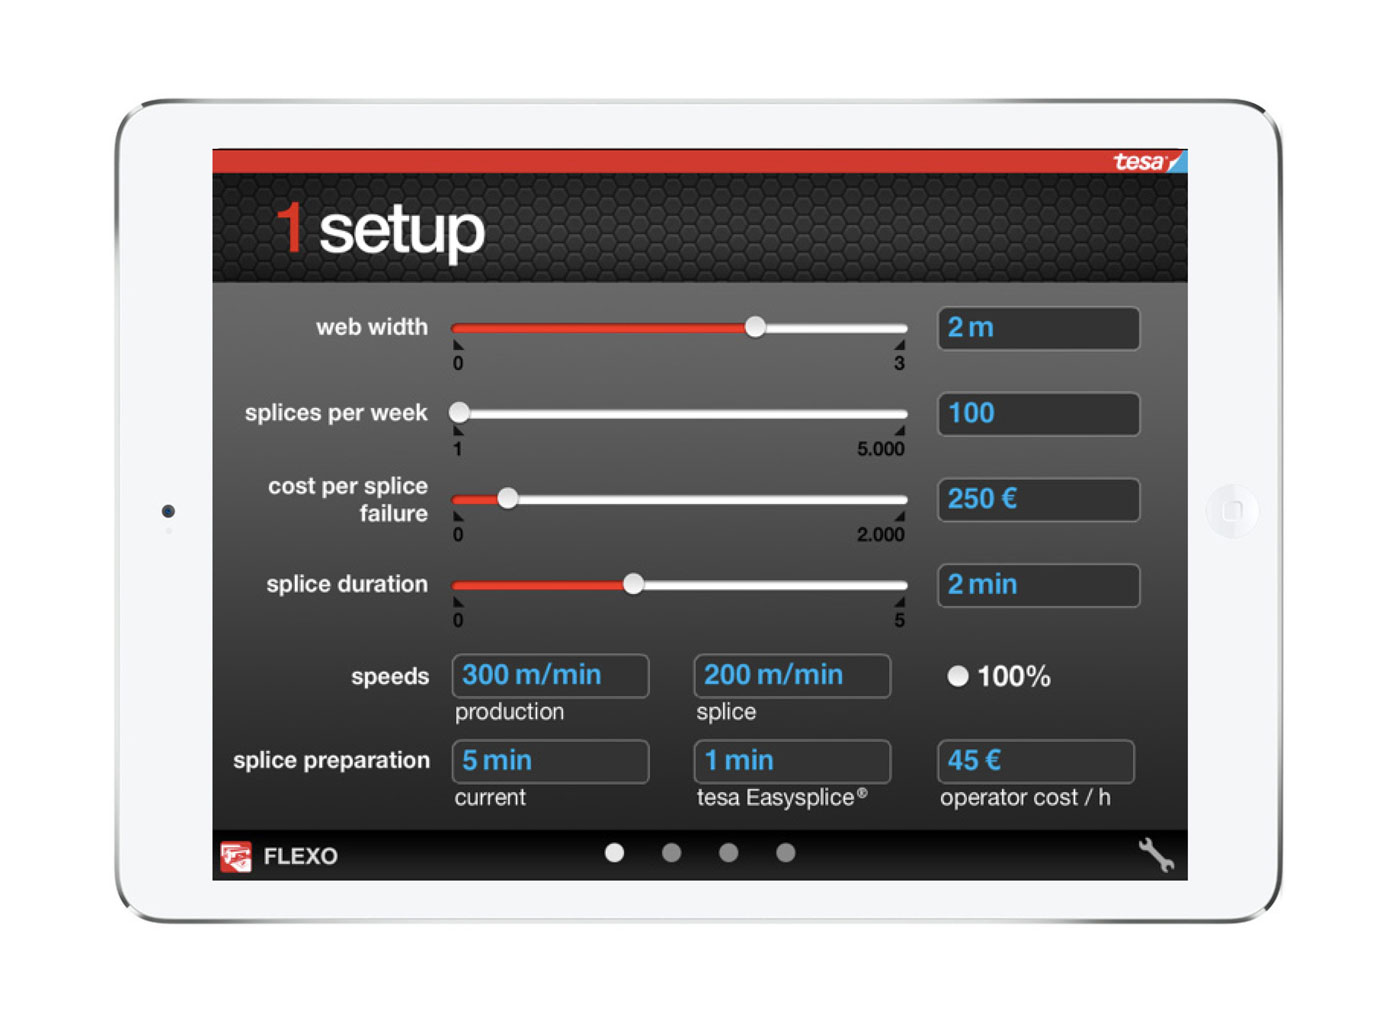 tesa
1 setup
web width
2 m
0
3
splices per week
100
1
5.000
cost per splice
failure
250 €
0
2.000
splice duration
2 min
0
5
speeds
300 m/min
200 m/min
100%
production
splice
splice preparation
5 min
1 min
45 €
current
tesa Easysplice®
operator cost / h
FLEXO